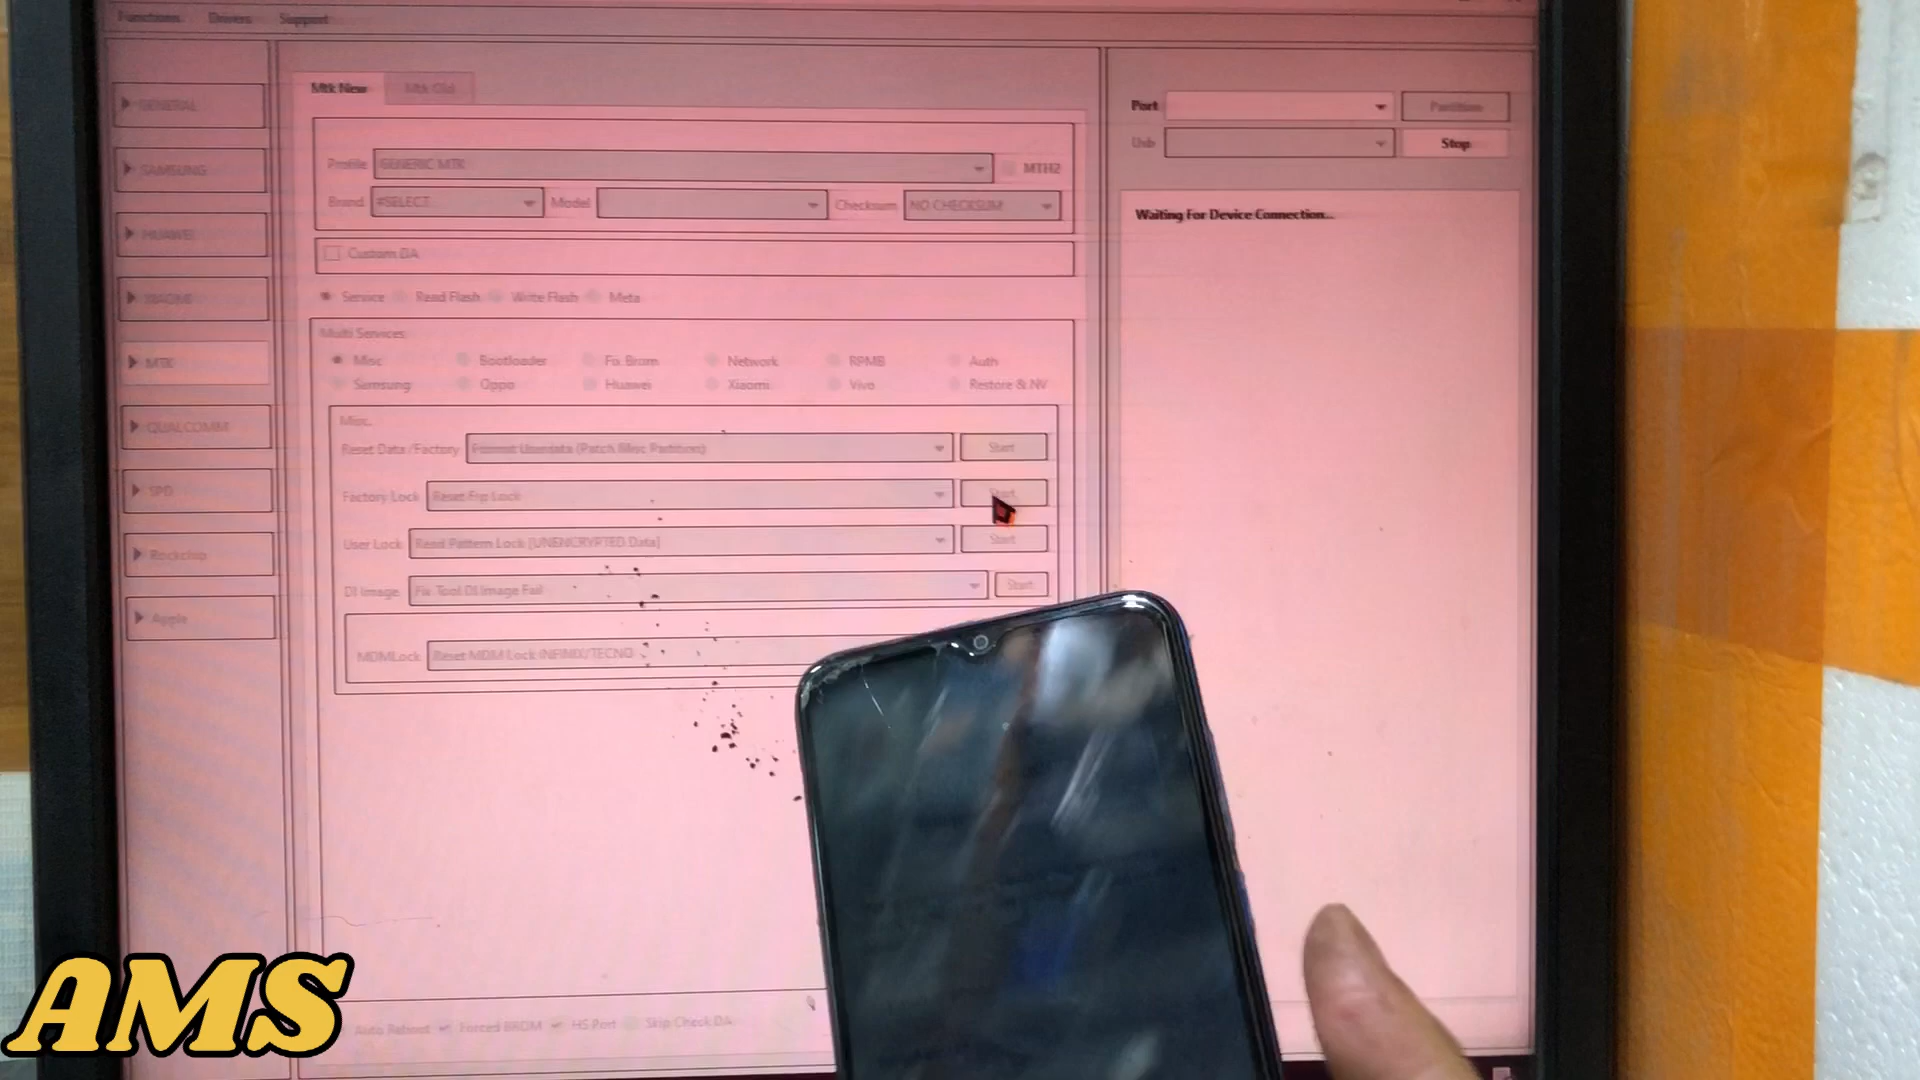 Functions Drivers Support
Mtk New Mtk Old
GENERAL
SAMSUNG
HUAWEI
XIAOMI
MTK
QUALCOMM
SPD
Rockchip
Apple
Profile GENERIC MTK MTH2
Brand #SELECT Model Checksum NO CHECKSUM
Custom DA
Service Read Flash Write Flash Meta
Multi Services
Misc Bootloader Fix Brom Network RPMB Auth
Samsung Oppo Huawei Xiaomi Vivo Restore & NV
Misc.
Reset Data /Factory Format Userdata (Patch Misc Partition) Start
Factory Lock Reset Frp Lock Start
User Lock Read Pattern Lock [UNENCRYPTED Data] Start
DI Image Fix Tool DI Image Fail Start
MDMLock Reset MDM Lock INFINIX/TECNO
Auto Reboot Forced BROM HS Port Skip Check DA
Port Partition
Usb Stop
Waiting For Device Connection...
AMS